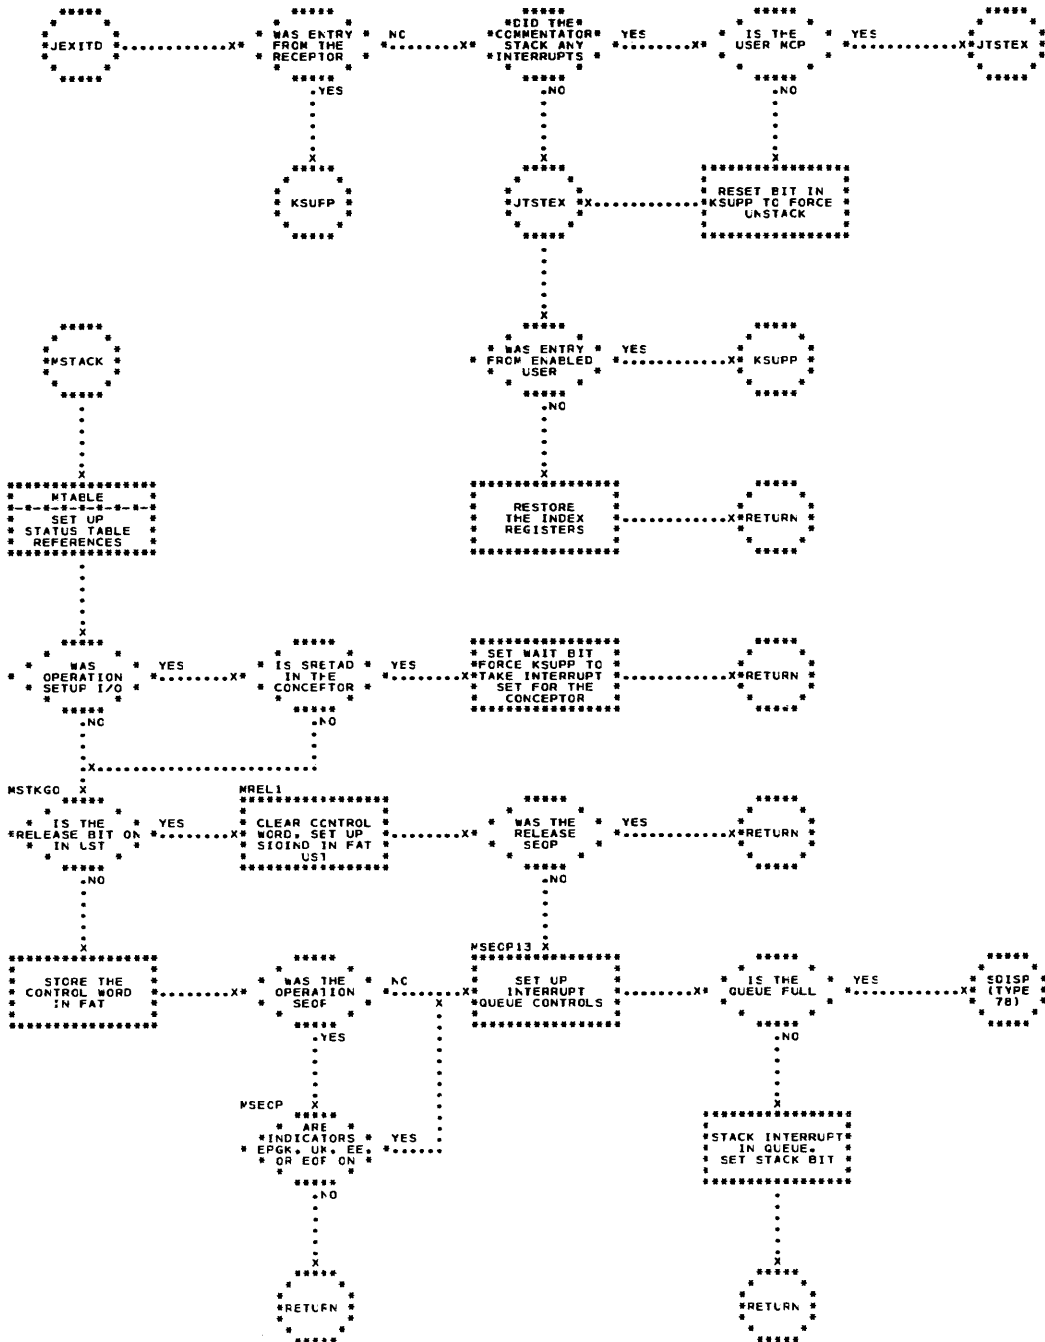 JEXITD
WAS ENTRY
FROM THE
RECEPTOR
NC
DID THE
COMMENTATOR
STACK ANY
INTERRUPTS
YES
IS THE
USER MCP
YES
JTSTEX
YES
NO
NO
KSUFP
JTSTEX
RESET BIT IN
KSUPP TO FORCE
UNSTACK
MSTACK
WAS ENTRY
FROM ENABLED
USER
YES
KSUPP
NO
MTABLE
SET UP
STATUS TABLE
REFERENCES
RESTORE
THE INDEX
REGISTERS
RETURN
WAS
OPERATION
SETUP I/O
YES
IS SRETAD
IN THE
CONCEPTOR
YES
SET WAIT BIT
FORCE KSUPP TO
TAKE INTERRUPT
SET FOR THE
CONCEPTOR
RETURN
NC
NO
MSTKGO
IS THE
RELEASE BIT ON
IN UST
YES
MREL1
CLEAR CONTROL
WORD, SET UP
SIOIND IN FAT
UST
WAS THE
RELEASE
SEOP
YES
RETURN
NO
NO
STORE THE
CONTROL WORD
IN FAT
WAS THE
OPERATION
SEOP
NC
MSEOP13
SET UP
INTERRUPT
QUEUE CONTROLS
IS THE
QUEUE FULL
YES
SDISP
(TYPE
78)
YES
NO
MSECP
ARE
INDICATORS
EPGK, UK, EE,
OR EOF ON
YES
STACK INTERRUPT
IN QUEUE.
SET STACK BIT
NO
RETURN
RETURN